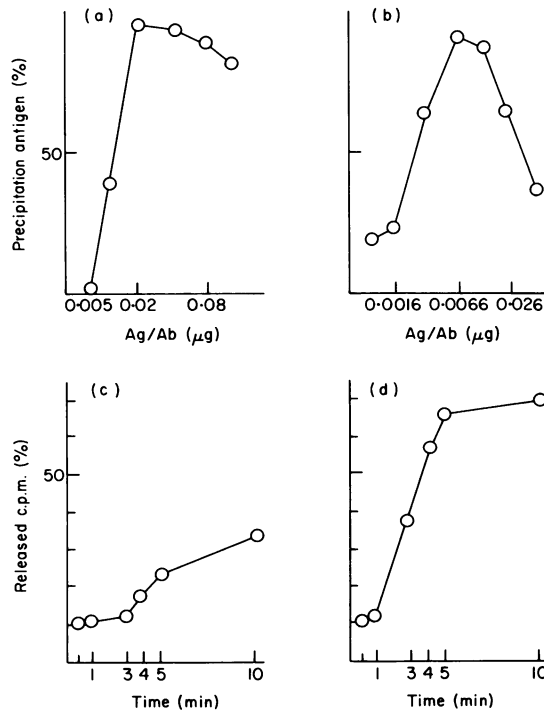 (a)
Precipitation antigen (%)
50
0·005 0·02 0·08
Ag/Ab (μg)
(b)
0·0016 0·0066 0·026
Ag/Ab (μg)
(c)
Released c.p.m. (%)
50
1 3 4 5 10
Time (min)
(d)
1 3 4 5 10
Time (min)